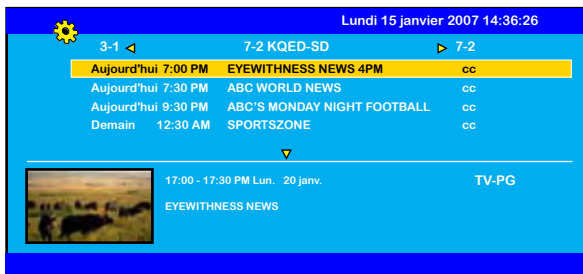 Lundi 15 janvier 2007 14:36:26
3-1 7-2 KQED-SD 7-2
Aujourd'hui 7:00 PM EYEWITHNESS NEWS 4PM cc
Aujourd'hui 7:30 PM ABC WORLD NEWS cc
Aujourd'hui 9:30 PM ABC'S MONDAY NIGHT FOOTBALL cc
Demain 12:30 AM SPORTSZONE cc
17:00 - 17:30 PM Lun. 20 janv. TV-PG
EYEWITHNESS NEWS